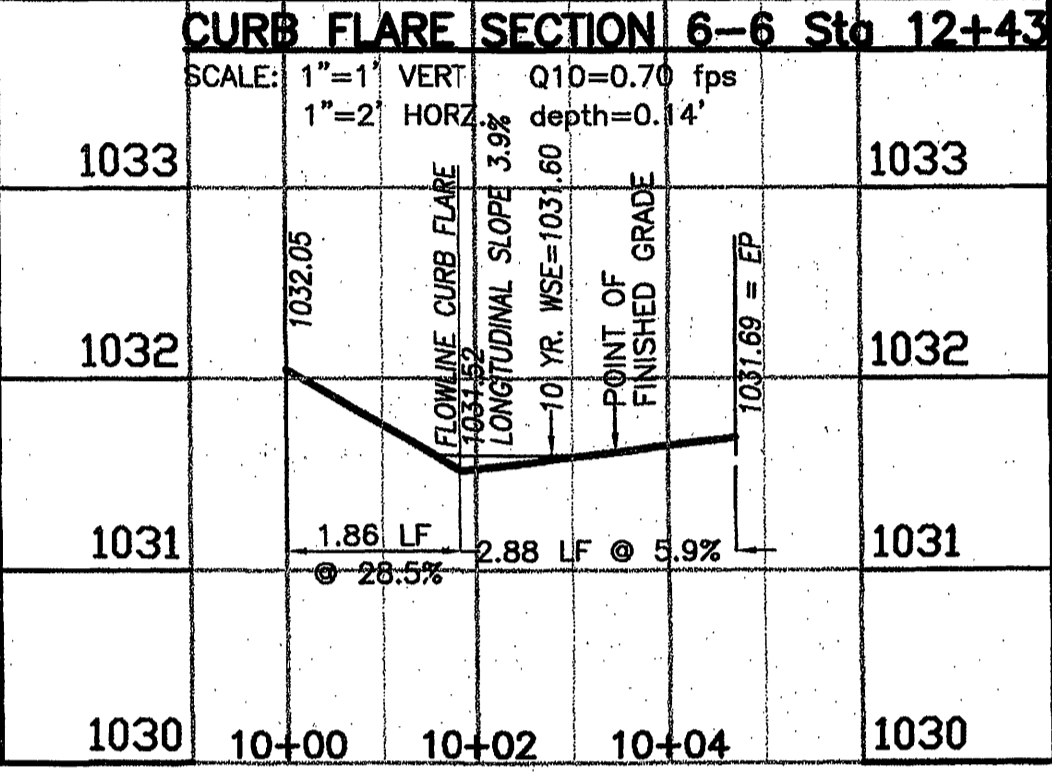 CURB FLARE SECTION 6-6 Sta 12+43
SCALE: 1"=1' VERT Q10=0.70 fps
1"=2' HORZ. depth=0.14'
1033 1033
1032.05
FLOWLINE CURB FLARE
1031.52
LONGITUDINAL SLOPE 3.9%
10 YR. WSE=1031.60
POINT OF
FINISHED GRADE
1031.69 = EP
1032 1032
1031 1031
1.86 LF
@ 28.5%
2.88 LF @ 5.9%
1030 1030
10+00 10+02 10+04